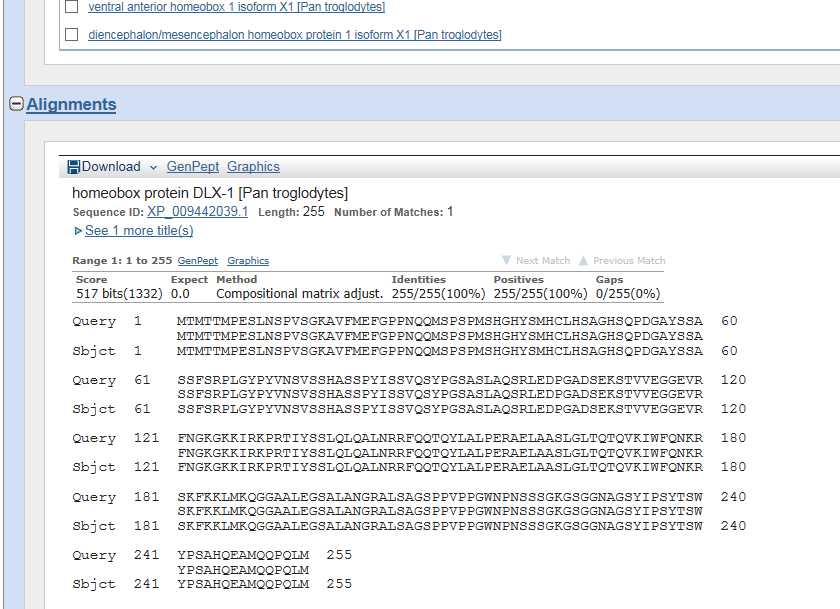 ventral anterior homeobox 1 isoform X1 [Pan troglodytes]
diencephalon/mesencephalon homeobox protein 1 isoform X1 [Pan troglodytes]
Alignments
Download GenPept Graphics
homeobox protein DLX-1 [Pan troglodytes]
Sequence ID: XP_009442039.1 Length: 255 Number of Matches: 1
See 1 more title(s)
Range 1: 1 to 255 GenPept Graphics Next Match Previous Match
Score Expect Method Identities Positives Gaps
517 bits(1332) 0.0 Compositional matrix adjust. 255/255(100%) 255/255(100%) 0/255(0%)
Query 1 MTMTTMPESLNSPVSGKAVFMEFGPPNQQMSPSPMSHGHYSMHCLHSAGHSQPDGAYSSA 60
MTMTTMPESLNSPVSGKAVFMEFGPPNQQMSPSPMSHGHYSMHCLHSAGHSQPDGAYSSA
Sbjct 1 MTMTTMPESLNSPVSGKAVFMEFGPPNQQMSPSPMSHGHYSMHCLHSAGHSQPDGAYSSA 60
Query 61 SSFSRPLGYPYVNSVSSHASSPYISSVQSYPGSASLAQSRLEDPGADSEKSTVVEGGEVR 120
SSFSRPLGYPYVNSVSSHASSPYISSVQSYPGSASLAQSRLEDPGADSEKSTVVEGGEVR
Sbjct 61 SSFSRPLGYPYVNSVSSHASSPYISSVQSYPGSASLAQSRLEDPGADSEKSTVVEGGEVR 120
Query 121 FNGKGKKIRKPRTIYSSLQLQALNRRFQQTQYLALPERAELAASLGLTQTQVKIWFQNKR 180
FNGKGKKIRKPRTIYSSLQLQALNRRFQQTQYLALPERAELAASLGLTQTQVKIWFQNKR
Sbjct 121 FNGKGKKIRKPRTIYSSLQLQALNRRFQQTQYLALPERAELAASLGLTQTQVKIWFQNKR 180
Query 181 SKFKKLMKQGGAALEGSALANGRALSAGSPPVPPGWNPNSSSGKGSGGNAGSYIPSYTSW 240
SKFKKLMKQGGAALEGSALANGRALSAGSPPVPPGWNPNSSSGKGSGGNAGSYIPSYTSW
Sbjct 181 SKFKKLMKQGGAALEGSALANGRALSAGSPPVPPGWNPNSSSGKGSGGNAGSYIPSYTSW 240
Query 241 YPSAHQEAMQQPQLM 255
YPSAHQEAMQQPQLM
Sbjct 241 YPSAHQEAMQQPQLM 255